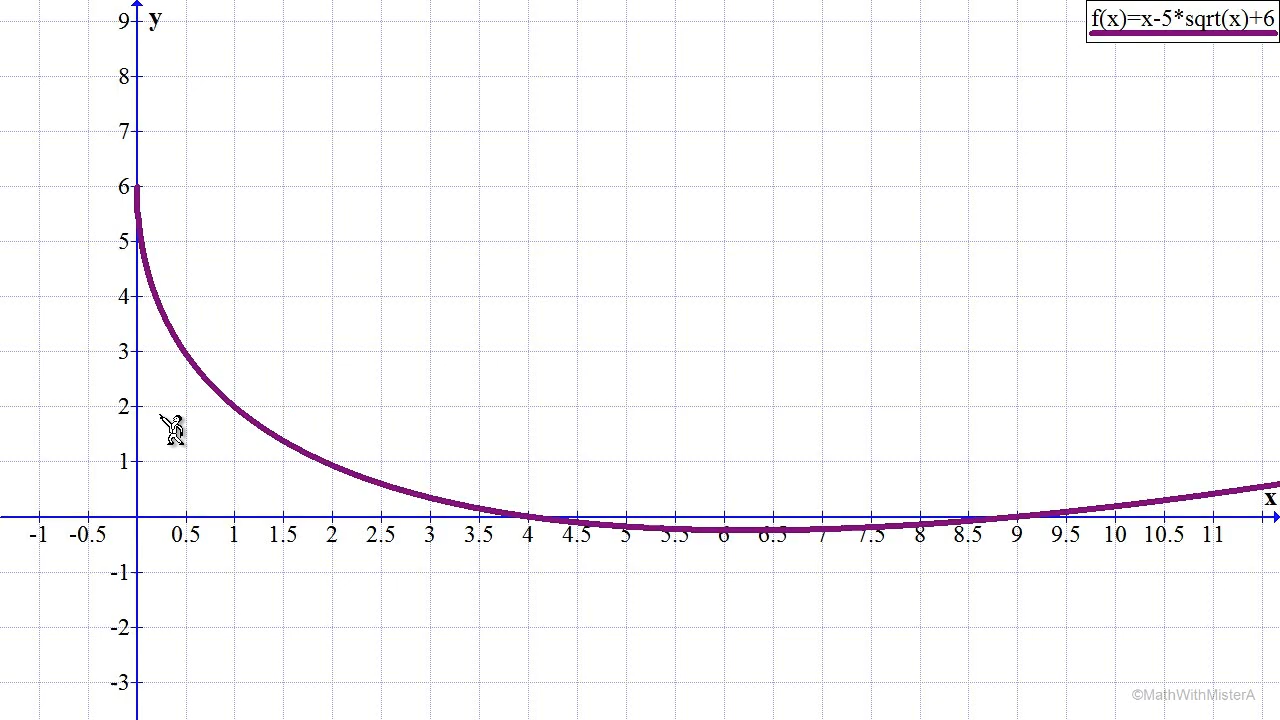 f(x)=x-5*sqrt(x)+6
y
9
8
7
6
5
4
3
2
1
x
-1 -0.5 0.5 1 1.5 2 2.5 3 3.5 4 4.5 5 5.5 6 6.5 7 7.5 8 8.5 9 9.5 10 10.5 11
-1
-2
-3
©MathWithMisterA